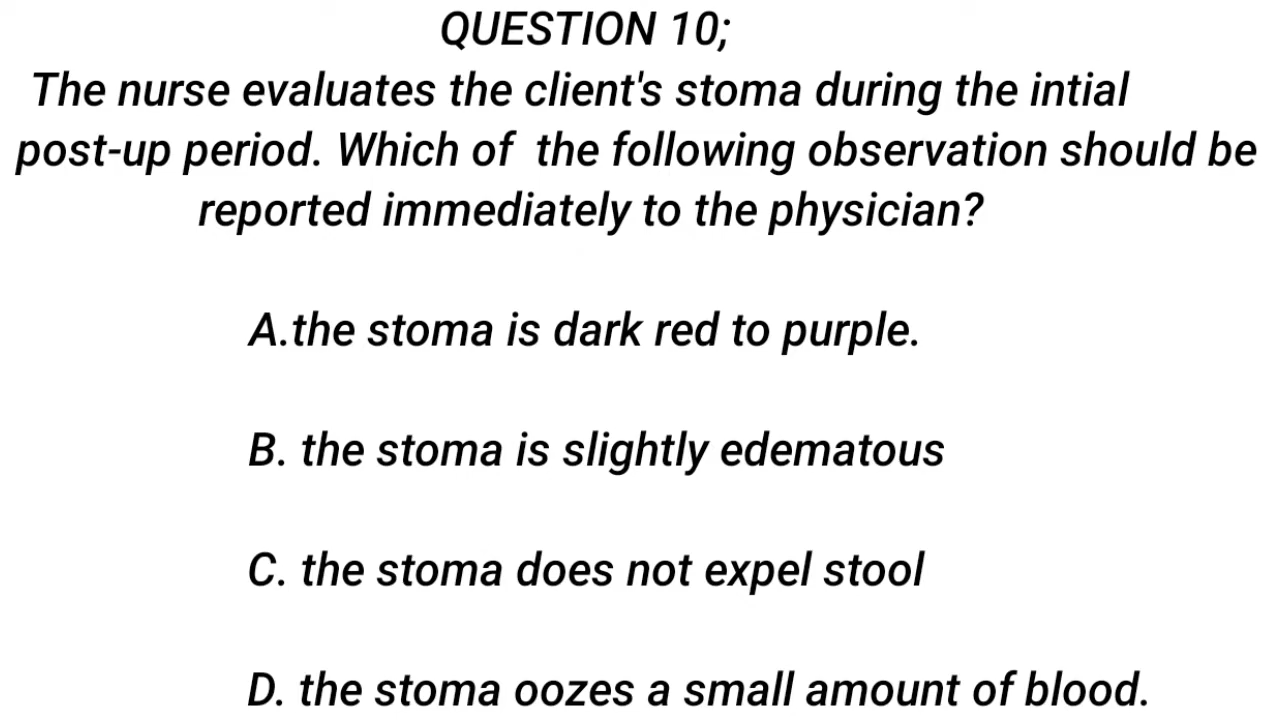 QUESTION 10;
The nurse evaluates the client's stoma during the intial
post-up period. Which of the following observation should be
reported immediately to the physician?
A.the stoma is dark red to purple.
B. the stoma is slightly edematous
C. the stoma does not expel stool
D. the stoma oozes a small amount of blood.